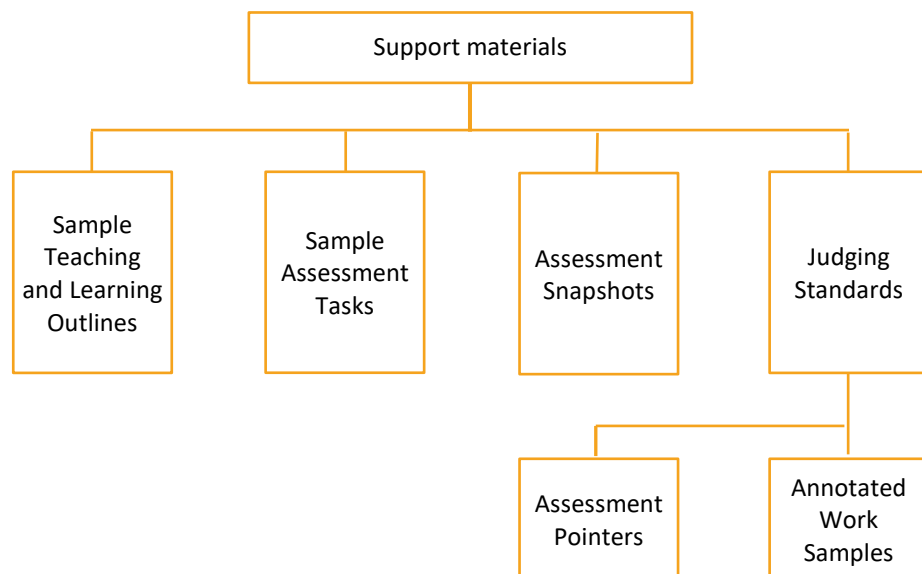 Support materials
Sample
Teaching
and Learning
Outlines
Sample
Assessment
Tasks
Assessment
Snapshots
Judging
Standards
Assessment
Pointers
Annotated
Work
Samples